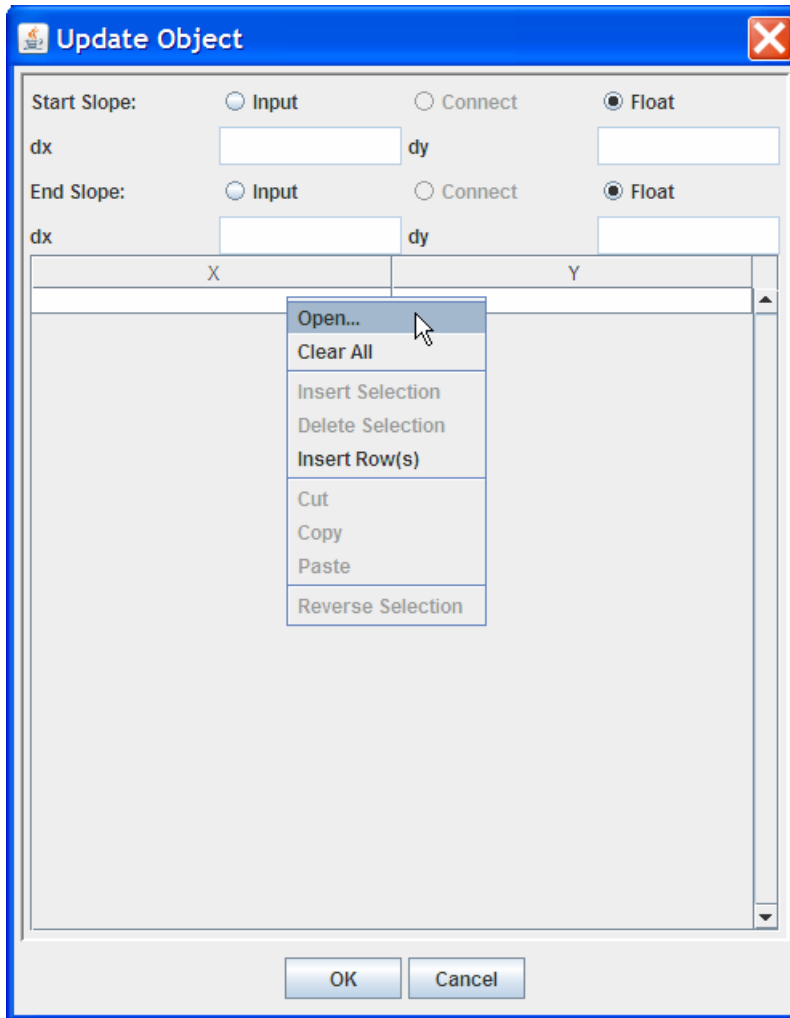 Update Object
Start Slope: Input Connect Float
dx dy
End Slope: Input Connect Float
dx dy
X Y
Open...
Clear All
Insert Selection
Delete Selection
Insert Row(s)
Cut
Copy
Paste
Reverse Selection
OK Cancel